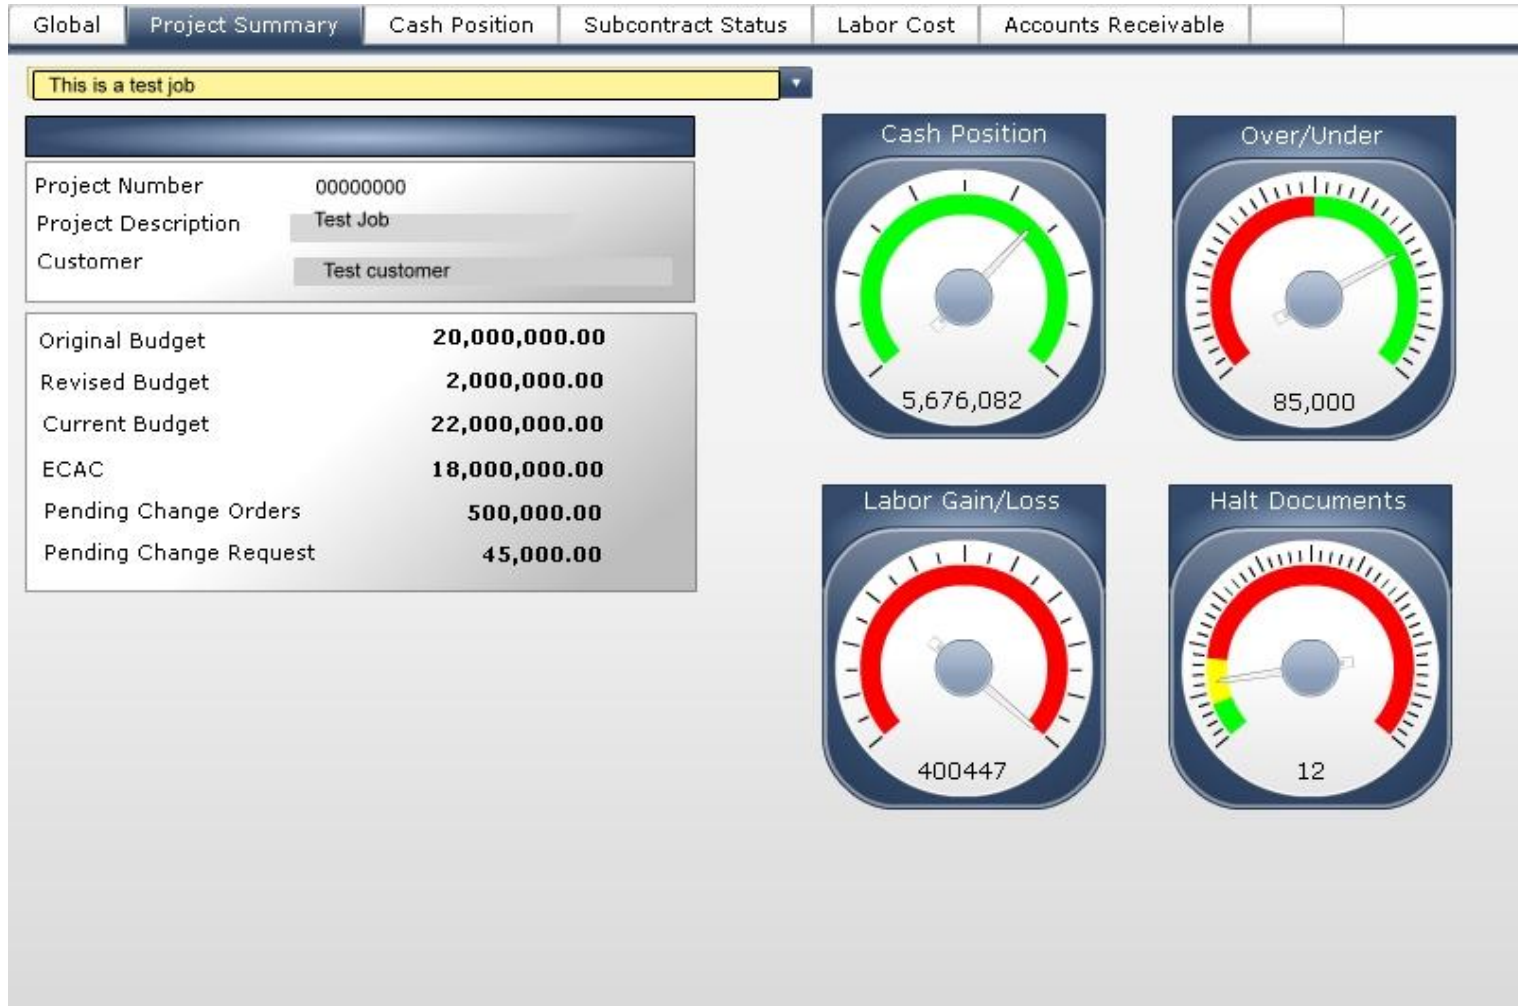 Global Project Summary Cash Position Subcontract Status Labor Cost Accounts Receivable
This is a test job
Project Number 00000000
Project Description Test Job
Customer Test customer
Original Budget 20,000,000.00
Revised Budget 2,000,000.00
Current Budget 22,000,000.00
ECAC 18,000,000.00
Pending Change Orders 500,000.00
Pending Change Request 45,000.00
Cash Position
5,676,082
Over/Under
85,000
Labor Gain/Loss
400447
Halt Documents
12